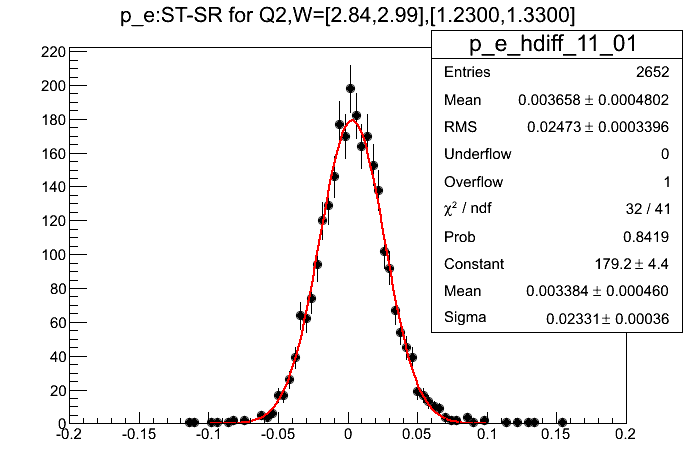 p_e:ST-SR for Q2,W=[2.84,2.99],[1.2300,1.3300]
p_e_hdiff_11_01
Entries 2652
Mean 0.003658 ± 0.0004802
RMS 0.02473 ± 0.0003396
Underflow 0
Overflow 1
χ² / ndf 32 / 41
Prob 0.8419
Constant 179.2 ± 4.4
Mean 0.003384 ± 0.000460
Sigma 0.02331 ± 0.00036
220
200
180
160
140
120
100
80
60
40
20
0
-0.2 -0.15 -0.1 -0.05 0 0.05 0.1 0.15 0.2